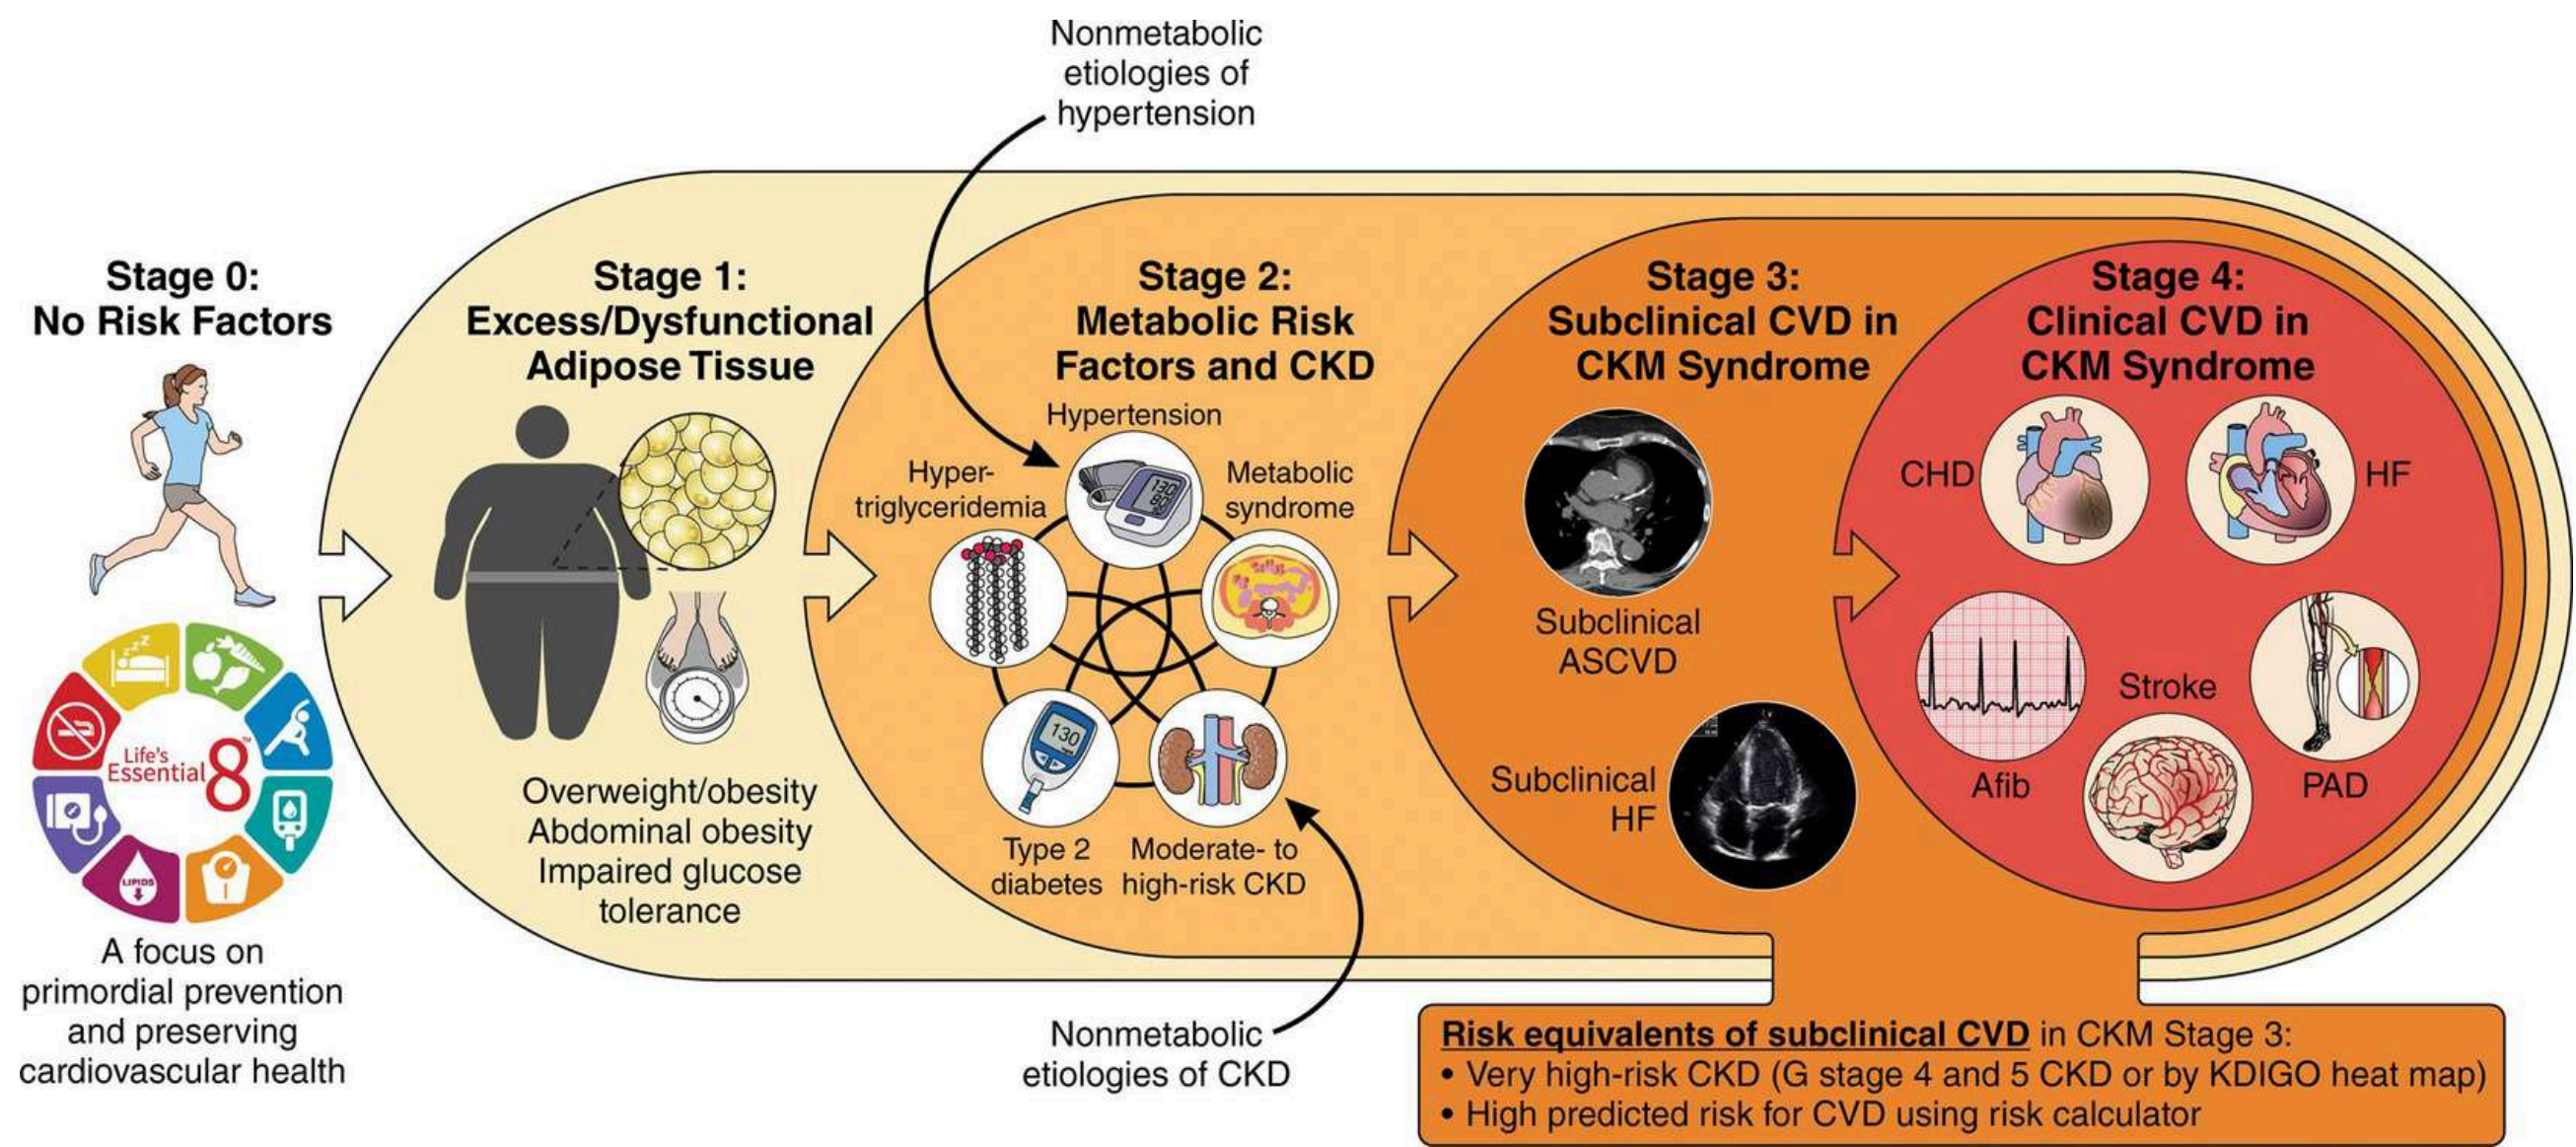 Nonmetabolic
etiologies of
hypertension
Stage 0:
No Risk Factors
Life's
Essential 8™
LIPIDS
A focus on
primordial prevention
and preserving
cardiovascular health
Stage 1:
Excess/Dysfunctional
Adipose Tissue
Overweight/obesity
Abdominal obesity
Impaired glucose
tolerance
Stage 2:
Metabolic Risk
Factors and CKD
Hypertension
130
80
Hyper-
triglyceridemia
Metabolic
syndrome
130
Type 2
diabetes
Moderate- to
high-risk CKD
Nonmetabolic
etiologies of CKD
Stage 3:
Subclinical CVD in
CKM Syndrome
Subclinical
ASCVD
Subclinical
HF
Stage 4:
Clinical CVD in
CKM Syndrome
CHD
HF
Afib
Stroke
PAD
Risk equivalents of subclinical CVD in CKM Stage 3:
• Very high-risk CKD (G stage 4 and 5 CKD or by KDIGO heat map)
• High predicted risk for CVD using risk calculator